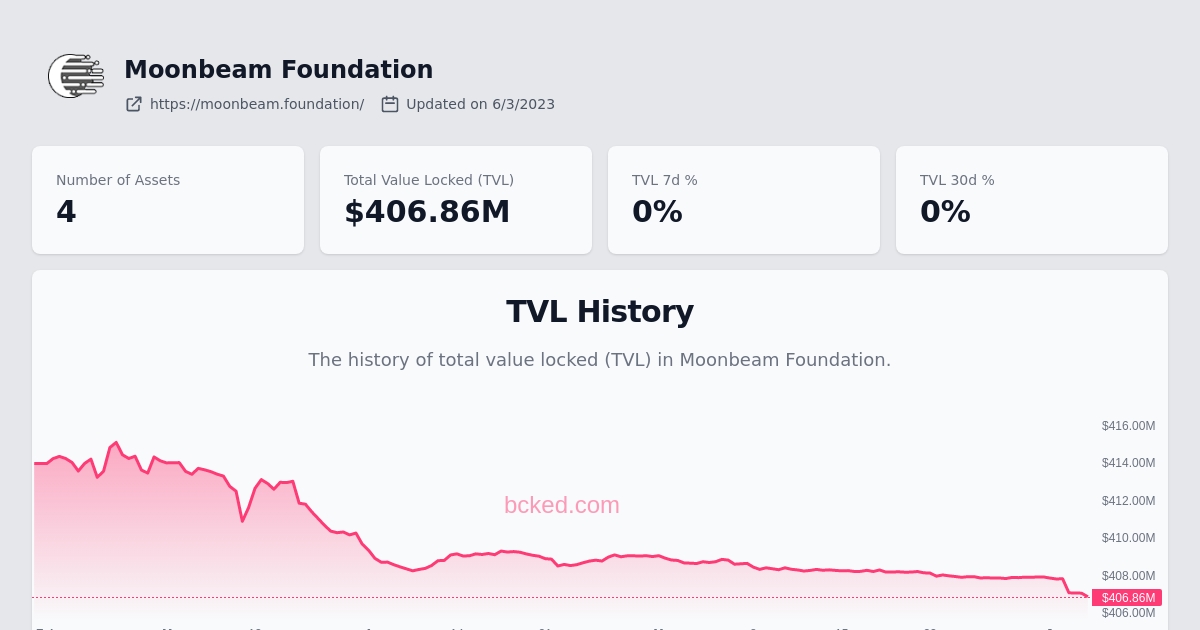 Moonbeam Foundation
https://moonbeam.foundation/ Updated on 6/3/2023
Number of Assets
4
Total Value Locked (TVL)
$406.86M
TVL 7d %
0%
TVL 30d %
0%
TVL History
The history of total value locked (TVL) in Moonbeam Foundation.
$416.00M
$414.00M
bcked.com
$412.00M
$410.00M
$408.00M
$406.86M
$406.00M